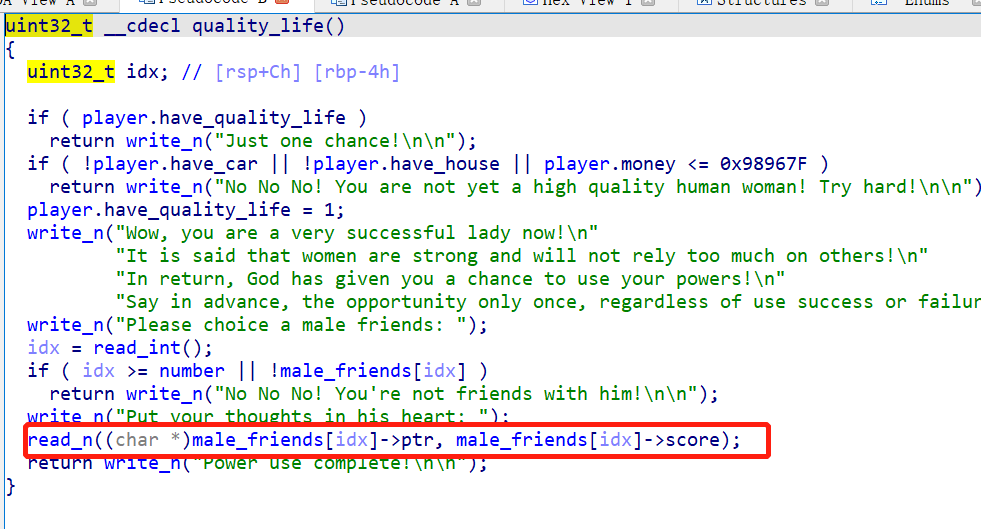 Pseudocode B
Pseudocode A
Hex View 1
Structures
Enums
uint32_t __cdecl quality_life()
{
  uint32_t idx; // [rsp+Ch] [rbp-4h]

  if ( player.have_quality_life )
    return write_n("Just one chance!\n\n");
  if ( !player.have_car || !player.have_house || player.money <= 0x98967F )
    return write_n("No No No! You are not yet a high quality human woman! Try hard!\n\n")
  player.have_quality_life = 1;
  write_n("Wow, you are a very successful lady now!\n"
          "It is said that women are strong and will not rely too much on others!\n"
          "In return, God has given you a chance to use your powers!\n"
          "Say in advance, the opportunity only once, regardless of use success or failur
  write_n("Please choice a male friends: ");
  idx = read_int();
  if ( idx >= number || !male_friends[idx] )
    return write_n("No No No! You're not friends with him!\n\n");
  write_n("Put your thoughts in his heart: ");
  read_n((char *)male_friends[idx]->ptr, male_friends[idx]->score);
  return write_n("Power use complete!\n\n");
}